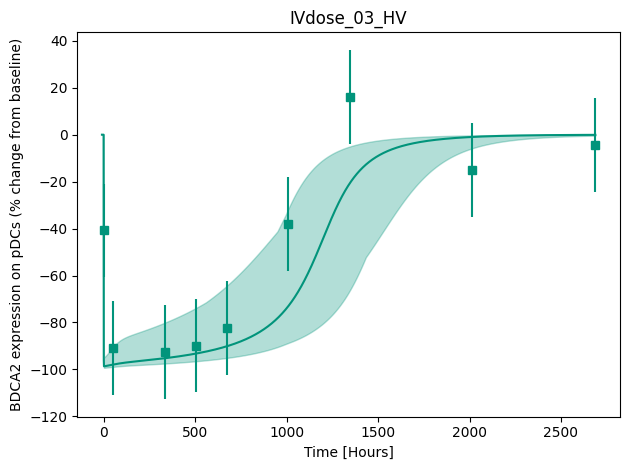 IVdose_03_HV
BDCA2 expression on pDCs (% change from baseline)
40
20
0
−20
−40
−60
−80
−100
−120
0 500 1000 1500 2000 2500
Time [Hours]